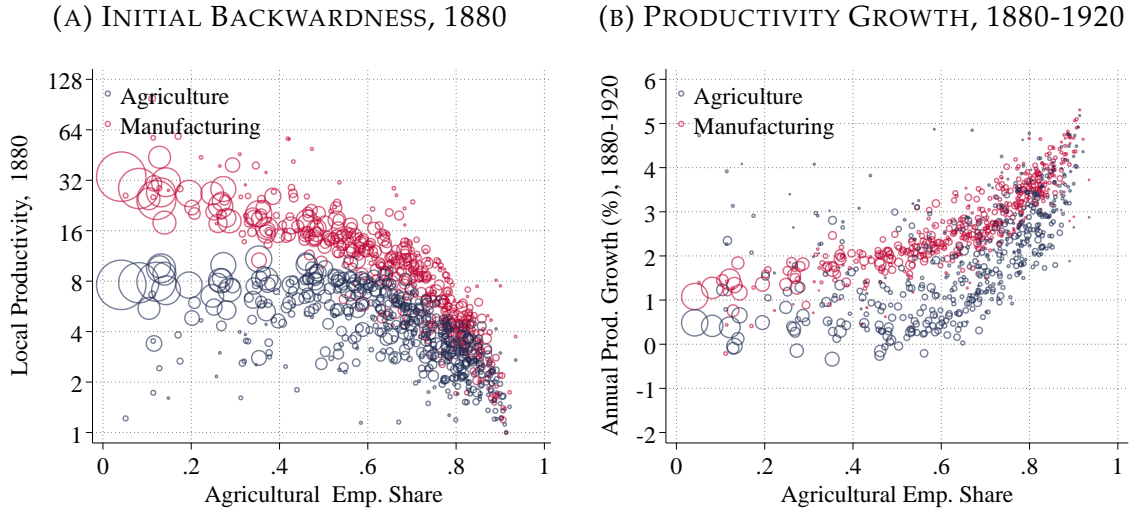 (A) INITIAL BACKWARDNESS, 1880
128
64
32
16
8
4
2
1
Local Productivity, 1880
Agriculture
Manufacturing
0
.2
.4
.6
.8
1
Agricultural Emp. Share
(B) PRODUCTIVITY GROWTH, 1880-1920
6
5
4
3
2
1
0
-1
-2
Annual Prod. Growth (%), 1880-1920
Agriculture
Manufacturing
0
.2
.4
.6
.8
1
Agricultural Emp. Share